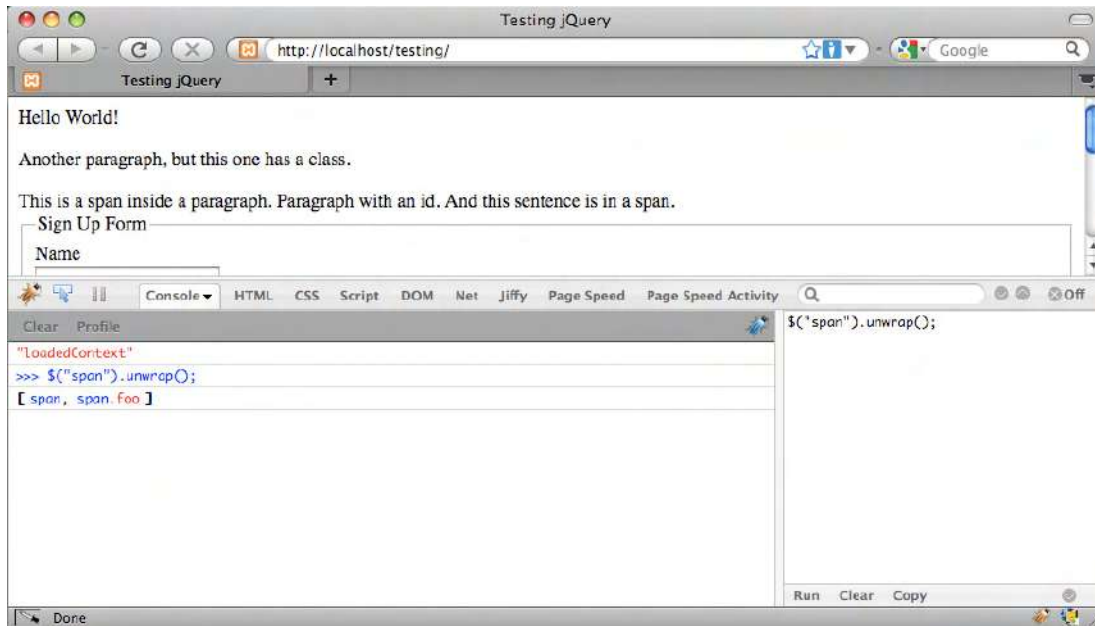 Testing jQuery
http://localhost/testing/
Google
Testing jQuery +
Hello World!
Another paragraph, but this one has a class.
This is a span inside a paragraph. Paragraph with an id. And this sentence is in a span.
Sign Up Form
Name
Console HTML CSS Script DOM Net Jiffy Page Speed Page Speed Activity Off
Clear Profile
"loadedContext"
>>> $("span").unwrap();
[ span, span.foo ]
$("span").unwrap();
Run Clear Copy
Done